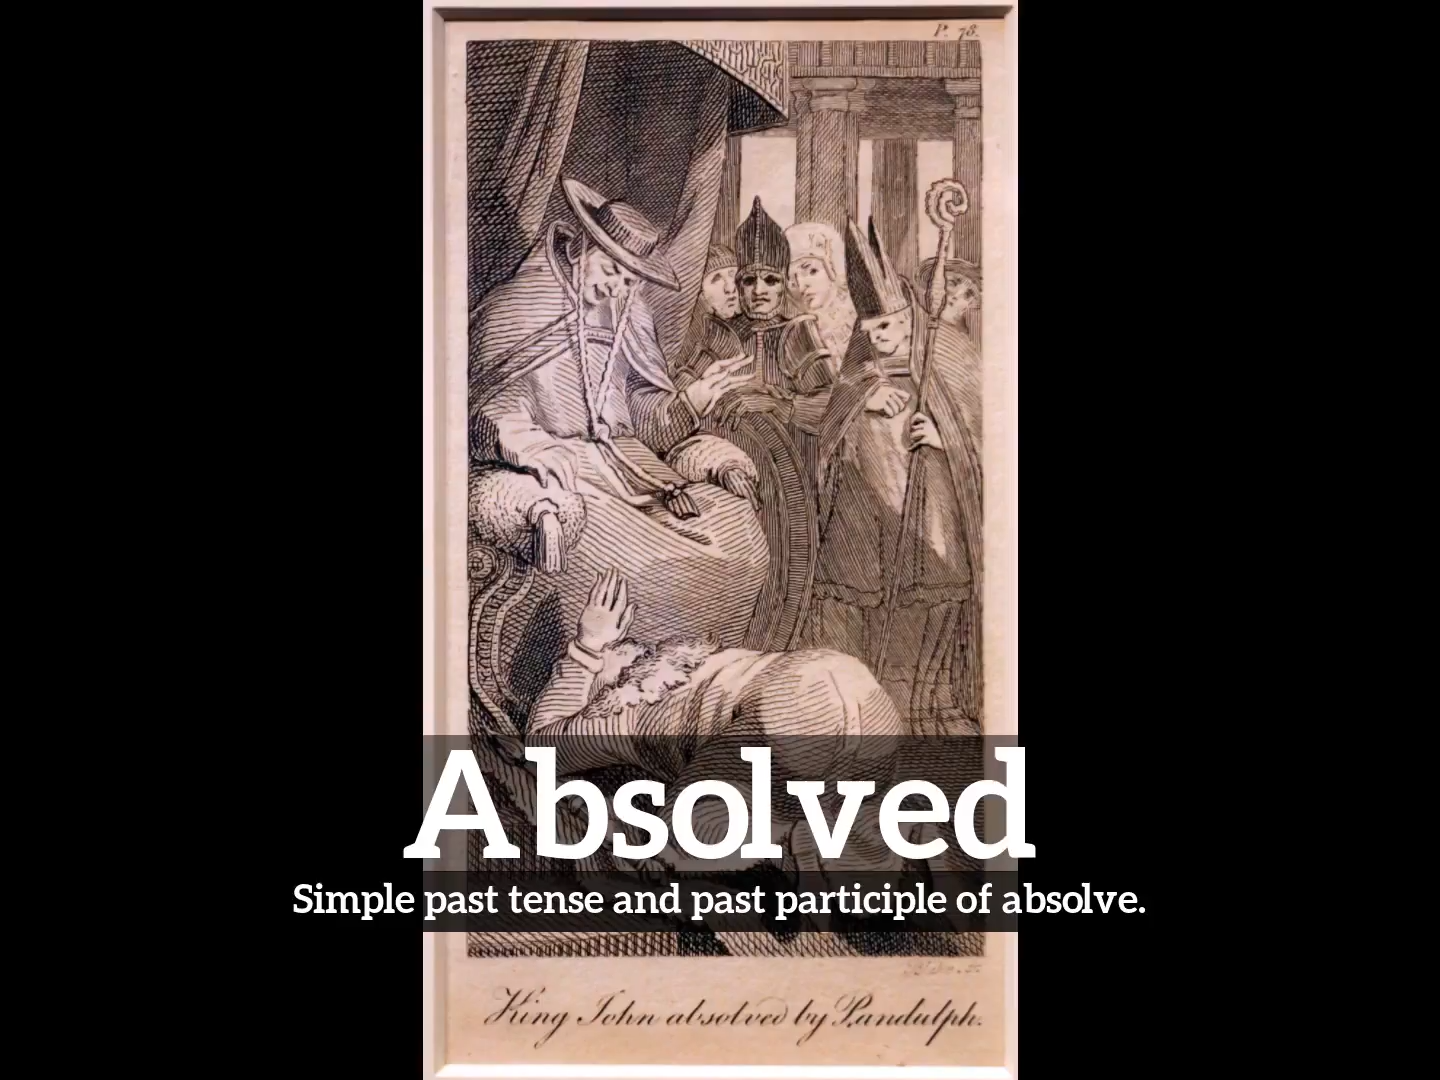 P. 78.
Absolved
Simple past tense and past participle of absolve.
King John absolved by Pandulph.